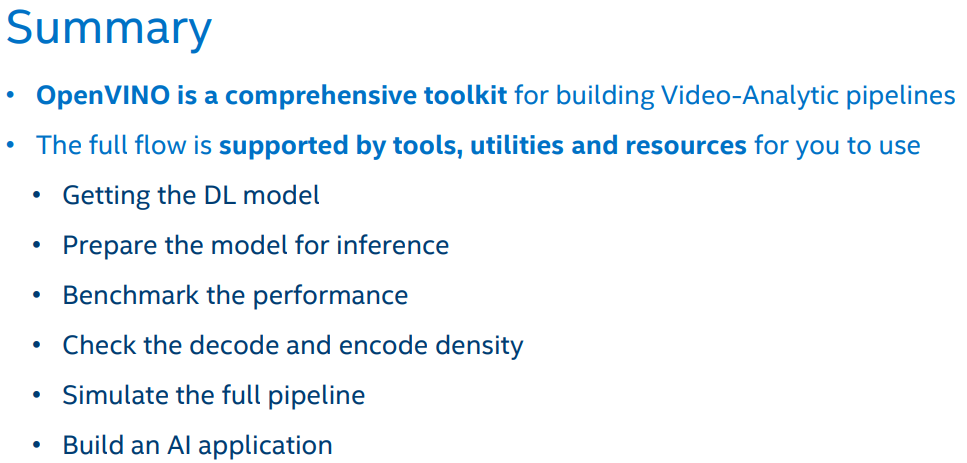 Summary
• OpenVINO is a comprehensive toolkit for building Video-Analytic pipelines
• The full flow is supported by tools, utilities and resources for you to use
• Getting the DL model
• Prepare the model for inference
• Benchmark the performance
• Check the decode and encode density
• Simulate the full pipeline
• Build an AI application